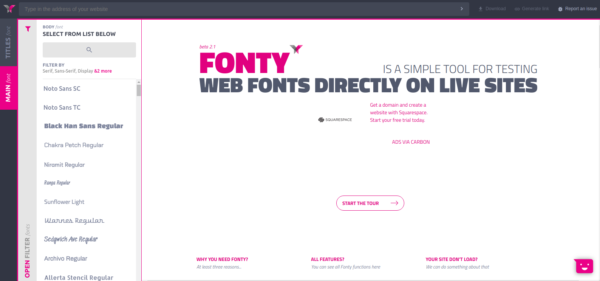 Type in the address of your website
Download
Generate link
Report an issue
TITLES font
MAIN font
OPEN FILTER font
BODY font
SELECT FROM LIST BELOW
FILTER BY
Serif, Sans-Serif, Display 62 more
Noto Sans SC
Noto Sans TC
Black Han Sans Regular
Chakra Petch Regular
Niramit Regular
Sunflower Light
Warnes Regular
Sedgwick Ave Regular
Archivo Regular
Allerta Stencil Regular
beta 2.1
FONTY
IS A SIMPLE TOOL FOR TESTING
WEB FONTS DIRECTLY ON LIVE SITES
SQUARESPACE
Get a domain and create a
website with Squarespace.
Start your free trial today.
ADS VIA CARBON
START THE TOUR
WHY YOU NEED FONTY?
At least three reasons...
ALL FEATURES?
You can see all Fonty functions here
YOUR SITE DON'T LOAD?
We can do something about that